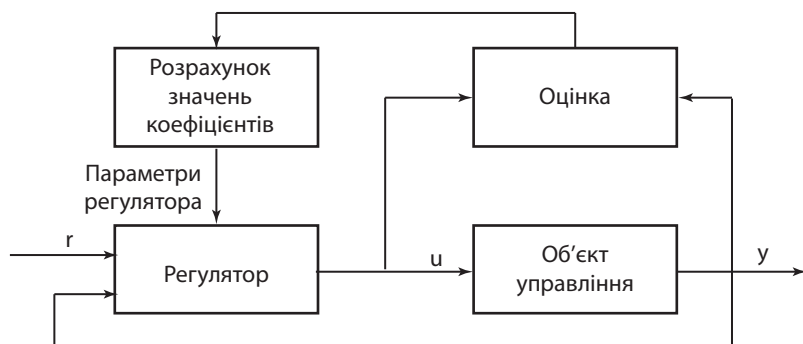 Розрахунок
значень
коефіцієнтів
Оцінка
Параметри
регулятора
r
Регулятор
u
Об’єкт
управління
y